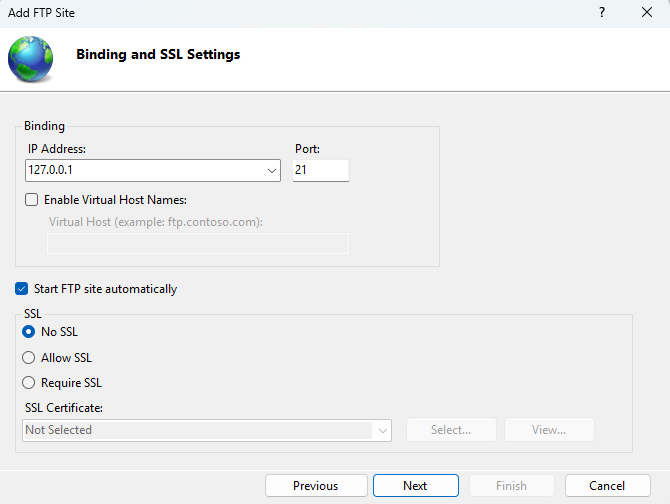 Add FTP Site
?
Binding and SSL Settings
Binding
IP Address: Port:
127.0.0.1 21
Enable Virtual Host Names:
Virtual Host (example: ftp.contoso.com):
Start FTP site automatically
SSL
No SSL
Allow SSL
Require SSL
SSL Certificate:
Not Selected Select... View...
Previous Next Finish Cancel